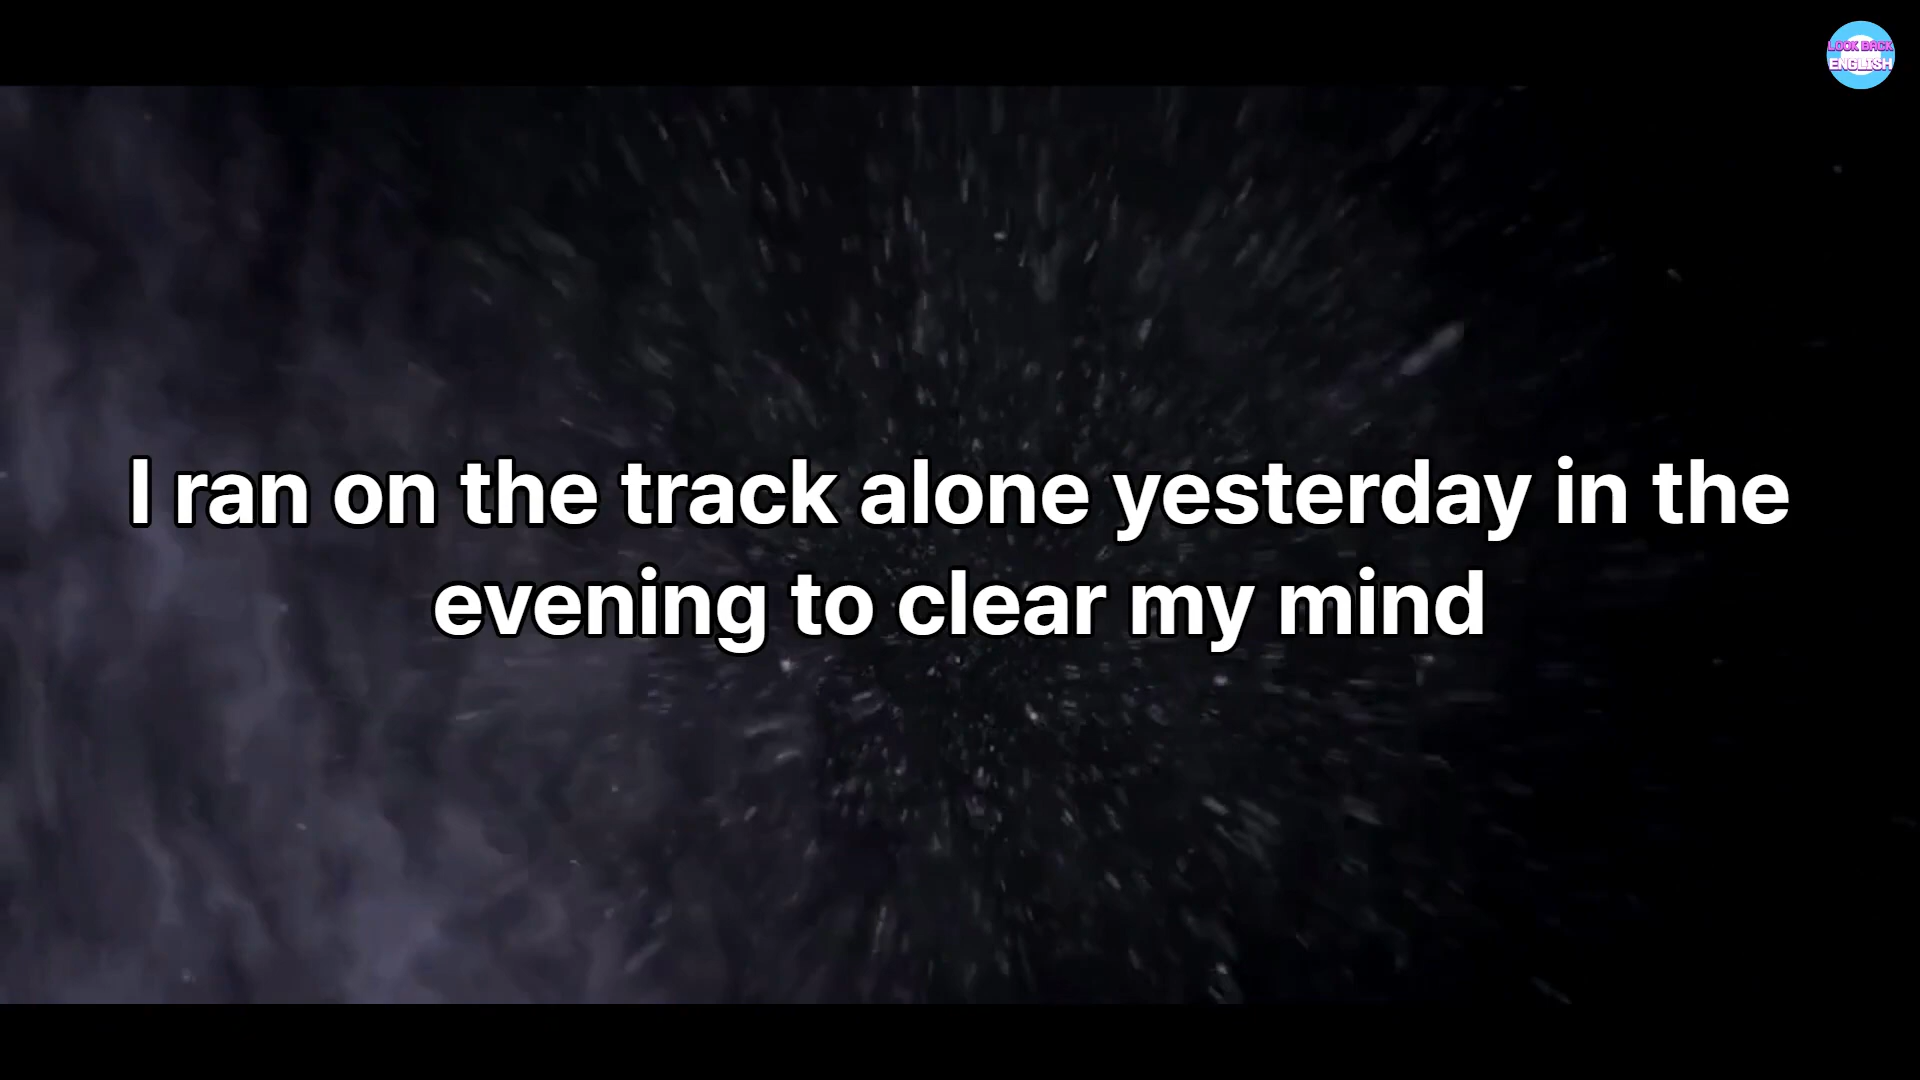 LOOK BACK
ENGLISH
I ran on the track alone yesterday in the
evening to clear my mind